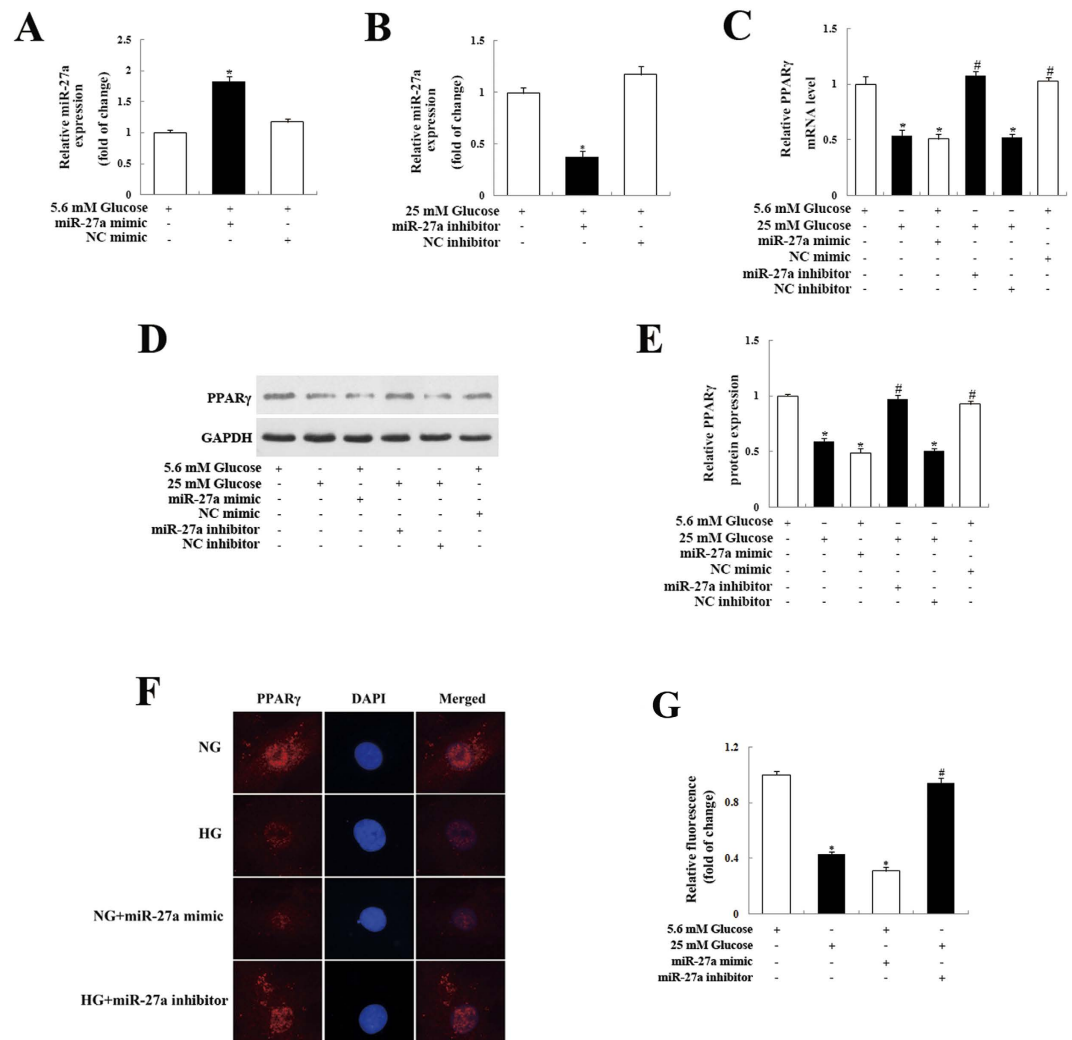 A
Relative miR-27a expression (fold of change)
2.5
2
1.5
1
0.5
0
*
5.6 mM Glucose + + +
miR-27a mimic - + -
NC mimic - - +
B
Relative miR-27a expression (fold of change)
1.5
1
0.5
0
*
25 mM Glucose + + +
miR-27a inhibitor - + -
NC inhibitor - - +
C
Relative PPARγ mRNA level
1.5
1
0.5
0
* * # * #
5.6 mM Glucose + - + - - +
25 mM Glucose - + - + + -
miR-27a mimic - - + - - -
NC mimic - - - - - +
miR-27a inhibitor - - - + - -
NC inhibitor - - - - + -
D
PPARγ
GAPDH
5.6 mM Glucose + - + - - +
25 mM Glucose - + - + + -
miR-27a mimic - - + - - -
NC mimic - - - - - +
miR-27a inhibitor - - - + - -
NC inhibitor - - - - + -
E
Relative PPARγ protein expression
1.5
1
0.5
0
* * # * #
5.6 mM Glucose + - + - - +
25 mM Glucose - + - + + -
miR-27a mimic - - + - - -
NC mimic - - - - - +
miR-27a inhibitor - - - + - -
NC inhibitor - - - - + -
F
PPARγ DAPI Merged
NG
HG
NG+miR-27a mimic
HG+miR-27a inhibitor
G
Relative fluorescence (fold of change)
1.2
0.8
0.4
0
* * #
5.6 mM Glucose + - + -
25 mM Glucose - + - +
miR-27a mimic - - + -
miR-27a inhibitor - - - +